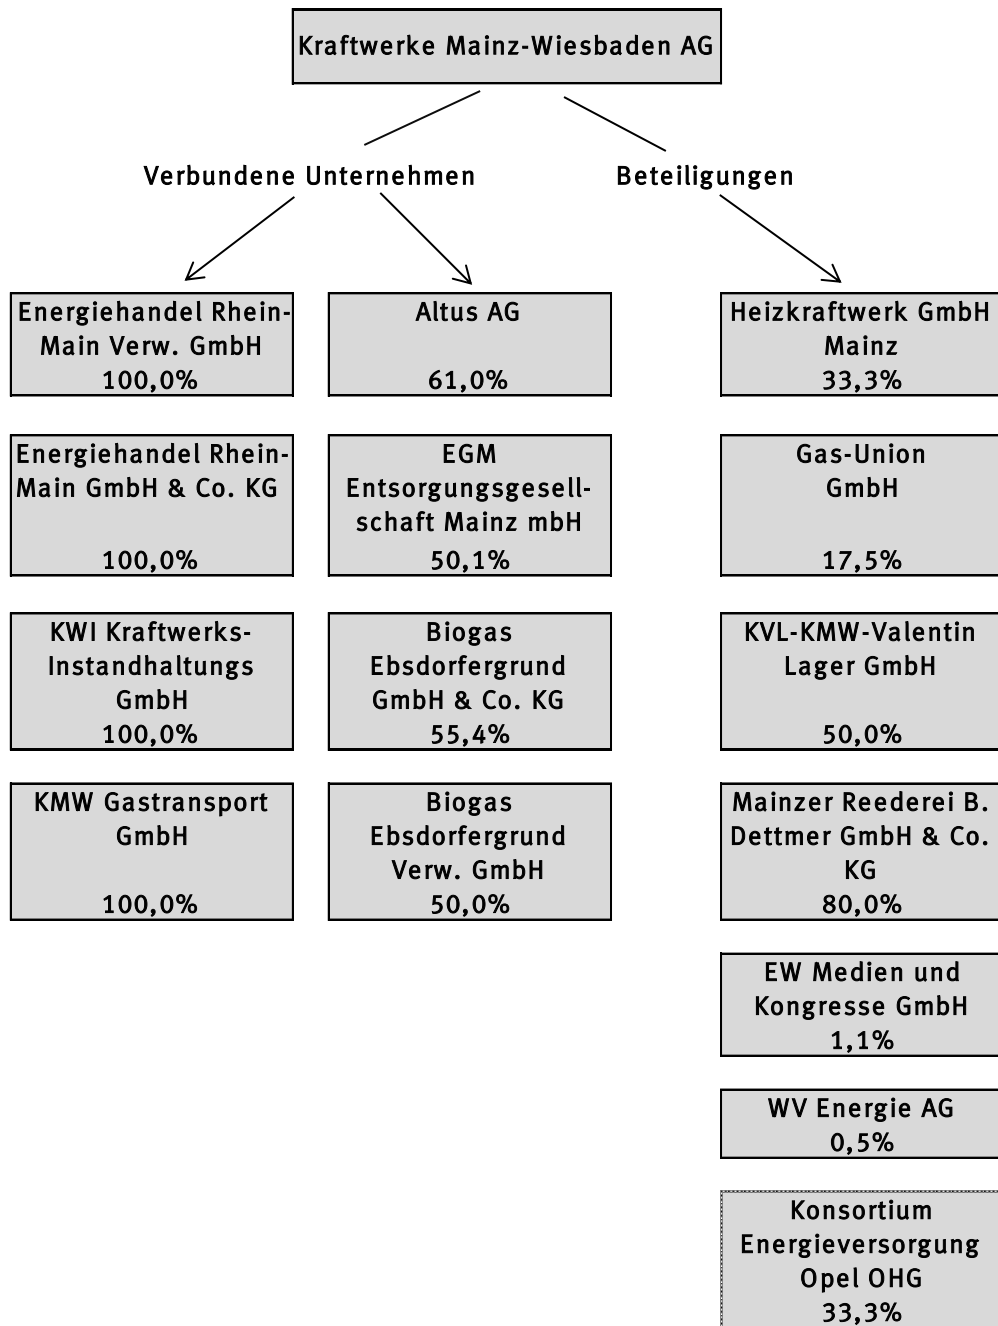 Kraftwerke Mainz-Wiesbaden AG
Verbundene Unternehmen
Beteiligungen
Energiehandel Rhein-
Main Verw. GmbH
100,0%
Altus AG
61,0%
Heizkraftwerk GmbH
Mainz
33,3%
Energiehandel Rhein-
Main GmbH & Co. KG
100,0%
EGM
Entsorgungsgesell-
schaft Mainz mbH
50,1%
Gas-Union
GmbH
17,5%
KWI Kraftwerks-
Instandhaltungs
GmbH
100,0%
Biogas
Ebsdorfergrund
GmbH & Co. KG
55,4%
KVL-KMW-Valentin
Lager GmbH
50,0%
KMW Gastransport
GmbH
100,0%
Biogas
Ebsdorfergrund
Verw. GmbH
50,0%
Mainzer Reederei B.
Dettmer GmbH & Co.
KG
80,0%
EW Medien und
Kongresse GmbH
1,1%
WV Energie AG
0,5%
Konsortium
Energieversorgung
Opel OHG
33,3%